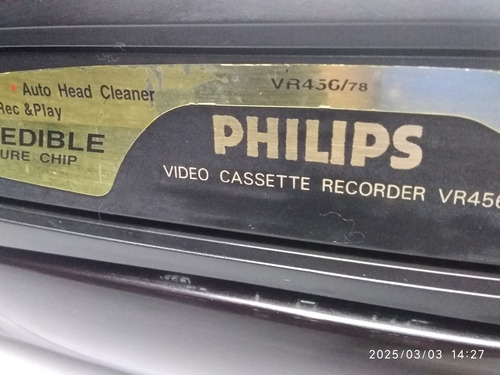 Auto Head Cleaner
Rec &Play
EDIBLE
URE CHIP
VR456/78
PHILIPS
VIDEO CASSETTE RECORDER VR456
2025/03/03 14:27